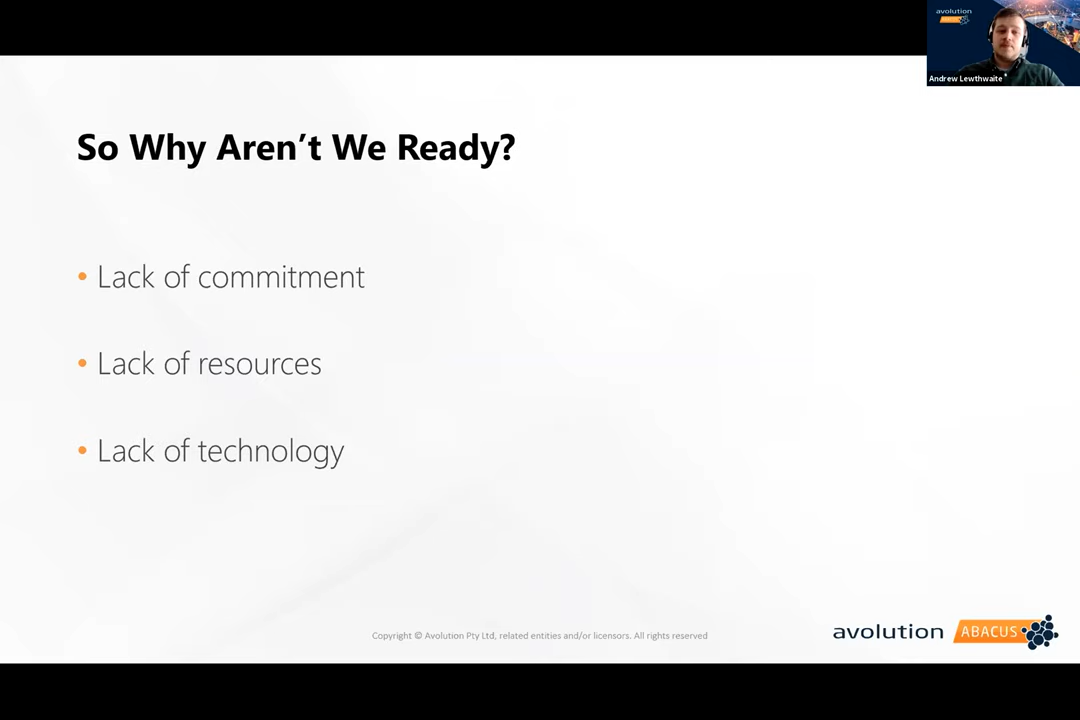 avolution
Andrew Lewthwaite
So Why Aren’t We Ready?
• Lack of commitment
• Lack of resources
• Lack of technology
Copyright © Avolution Pty Ltd, related entities and/or licensors. All rights reserved
avolution ABACUS